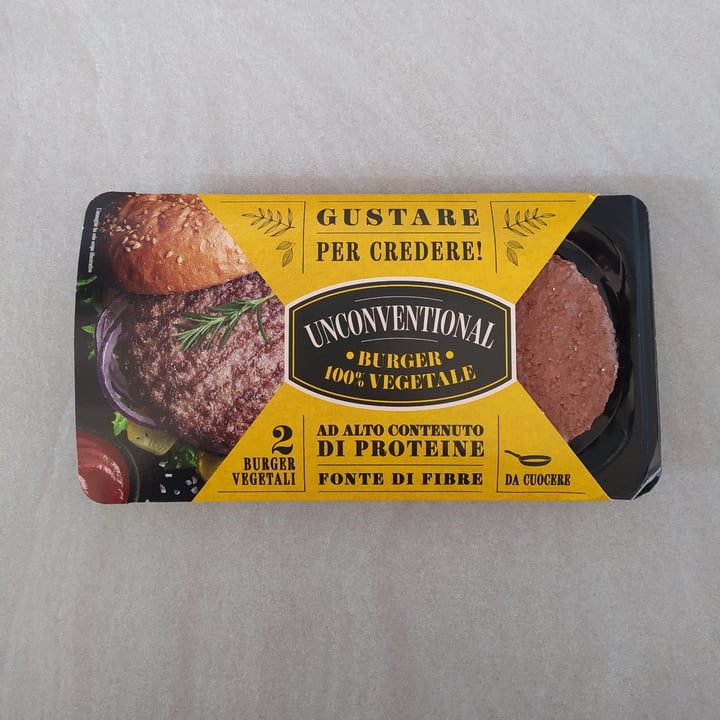 GUSTARE
PER CREDERE!
UNCONVENTIONAL
• BURGER •
100% VEGETALE
2
BURGER
VEGETALI
AD ALTO CONTENUTO
DI PROTEINE
FONTE DI FIBRE
DA CUOCERE